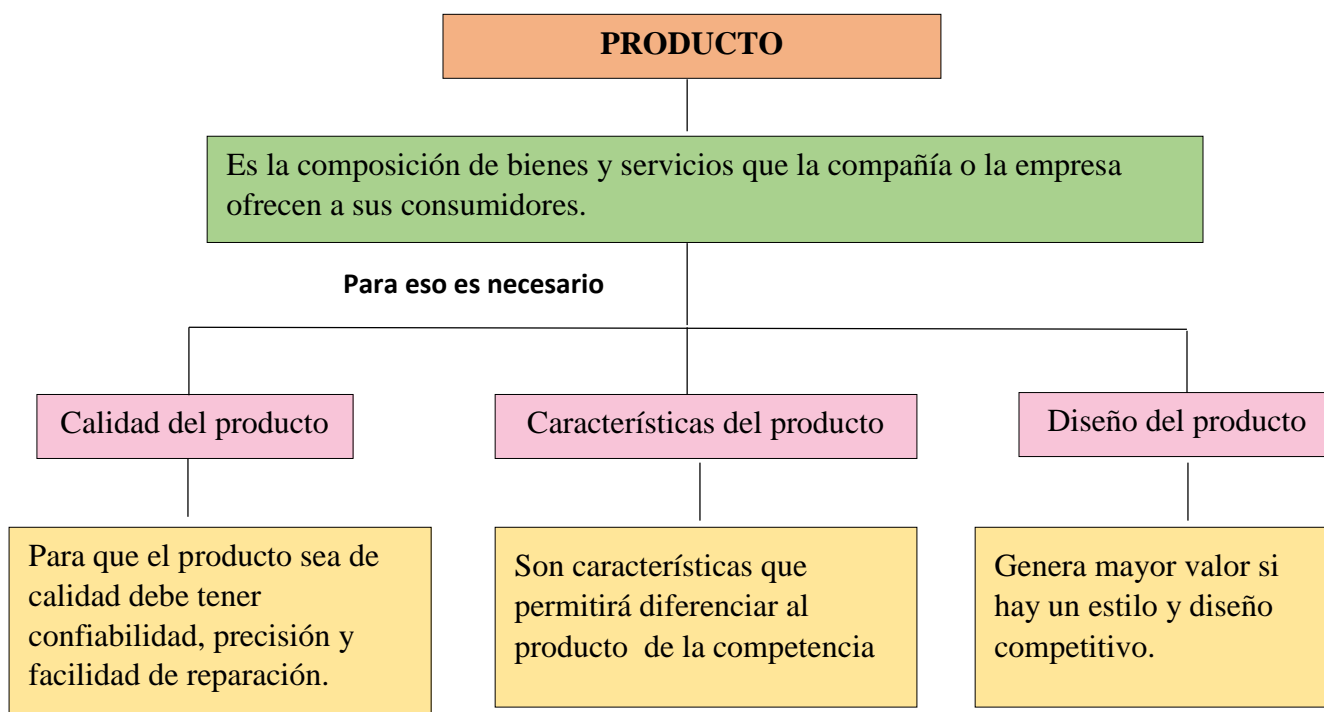 PRODUCTO
Es la composición de bienes y servicios que la compañía o la empresa
ofrecen a sus consumidores.
Para eso es necesario
Calidad del producto
Características del producto
Diseño del producto
Para que el producto sea de
calidad debe tener
confiabilidad, precisión y
facilidad de reparación.
Son características que
permitirá diferenciar al
producto  de la competencia
Genera mayor valor si
hay un estilo y diseño
competitivo.